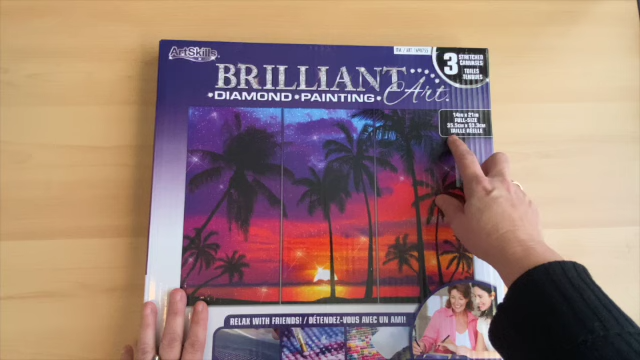 ArtSkills
3 STRETCHED
CANVASES
TOILES
TENDUES
BRILLIANT
•DIAMOND•PAINTING• Art
14in x 21in
FULL-SIZE
35.5cm x 53.3cm
TAILLE RÉELLE
RELAX WITH FRIENDS! / DÉTENDEZ-VOUS AVEC UN AMI!